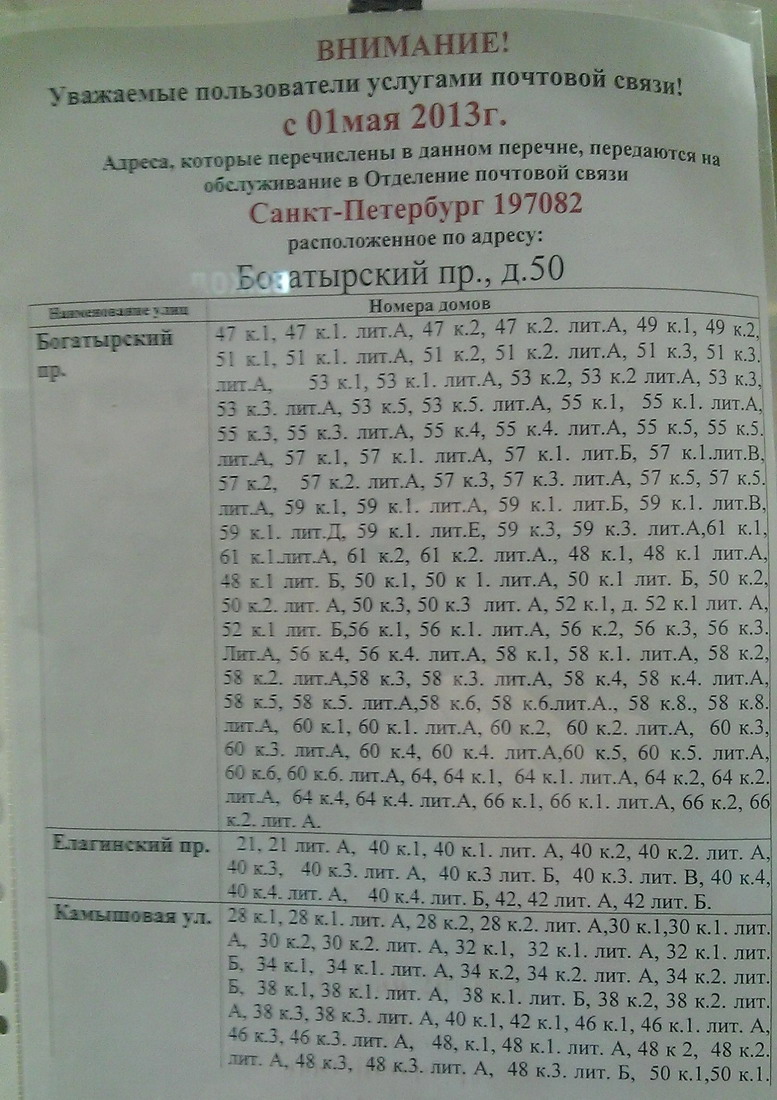 ВНИМАНИЕ!
Уважаемые пользователи услугами почтовой связи!
с 01мая 2013г.
Адреса, которые перечислены в данном перечне, передаются на
обслуживание в Отделение почтовой связи
Санкт-Петербург 197082
расположенное по адресу:
Богатырский пр., д.50
Наименование улиц
Номера домов
Богатырский
пр.
47 к.1, 47 к.1. лит.А, 47 к.2, 47 к.2. лит.А, 49 к.1, 49 к.2,
51 к.1, 51 к.1. лит.А, 51 к.2, 51 к.2. лит.А, 51 к.3, 51 к.3.
лит.А, 53 к.1, 53 к.1. лит.А, 53 к.2, 53 к.2 лит.А, 53 к.3,
53 к.3. лит.А, 53 к.5, 53 к.5. лит.А, 55 к.1, 55 к.1. лит.А,
55 к.3, 55 к.3. лит.А, 55 к.4, 55 к.4. лит.А, 55 к.5, 55 к.5.
лит.А, 57 к.1, 57 к.1. лит.А, 57 к.1. лит.Б, 57 к.1.лит.В,
57 к.2, 57 к.2. лит.А, 57 к.3, 57 к.3. лит.А, 57 к.5, 57 к.5.
лит.А, 59 к.1, 59 к.1. лит.А, 59 к.1. лит.Б, 59 к.1. лит.В,
59 к.1. лит.Д, 59 к.1. лит.Е, 59 к.3, 59 к.3. лит.А,61 к.1,
61 к.1.лит.А, 61 к.2, 61 к.2. лит.А., 48 к.1, 48 к.1 лит.А,
48 к.1 лит. Б, 50 к.1, 50 к 1. лит.А, 50 к.1 лит. Б, 50 к.2,
50 к.2. лит. А, 50 к.3, 50 к.3 лит. А, 52 к.1, д. 52 к.1 лит. А,
52 к.1 лит. Б,56 к.1, 56 к.1. лит.А, 56 к.2, 56 к.3, 56 к.3.
Лит.А, 56 к.4, 56 к.4. лит.А, 58 к.1, 58 к.1. лит.А, 58 к.2,
58 к.2. лит.А,58 к.3, 58 к.3. лит.А, 58 к.4, 58 к.4. лит.А,
58 к.5, 58 к.5. лит.А,58 к.6, 58 к.6.лит.А., 58 к.8., 58 к.8.
лит.А, 60 к.1, 60 к.1. лит.А, 60 к.2, 60 к.2. лит.А, 60 к.3,
60 к.3. лит.А, 60 к.4, 60 к.4. лит.А,60 к.5, 60 к.5. лит.А,
60 к.6, 60 к.6. лит.А, 64, 64 к.1, 64 к.1. лит.А, 64 к.2, 64 к.2.
лит.А, 64 к.4, 64 к.4. лит.А, 66 к.1, 66 к.1. лит.А, 66 к.2, 66
к.2. лит. А.
Елагинский пр.
21, 21 лит. А, 40 к.1, 40 к.1. лит. А, 40 к.2, 40 к.2. лит. А,
40 к.3, 40 к.3. лит. А, 40 к.3 лит. Б, 40 к.3. лит. В, 40 к.4,
40 к.4. лит. А, 40 к.4. лит. Б, 42, 42 лит. А, 42 лит. Б.
Камышовая ул.
28 к.1, 28 к.1. лит. А, 28 к.2, 28 к.2. лит. А,30 к.1,30 к.1. лит.
А, 30 к.2, 30 к.2. лит. А, 32 к.1, 32 к.1. лит. А, 32 к.1. лит.
Б, 34 к.1, 34 к.1. лит. А, 34 к.2, 34 к.2. лит. А, 34 к.2. лит.
Б, 38 к.1, 38 к.1. лит. А, 38 к.1. лит. Б, 38 к.2, 38 к.2. лит.
А, 38 к.3, 38 к.3. лит. А, 40 к.1, 42 к.1, 46 к.1, 46 к.1. лит. А,
46 к.3, 46 к.3. лит. А, 48, к.1, 48 к.1. лит. А, 48 к 2, 48 к.2.
лит. А, 48 к.3, 48 к.3. лит. А, 48 к.3. лит. Б, 50 к.1,50 к.1.